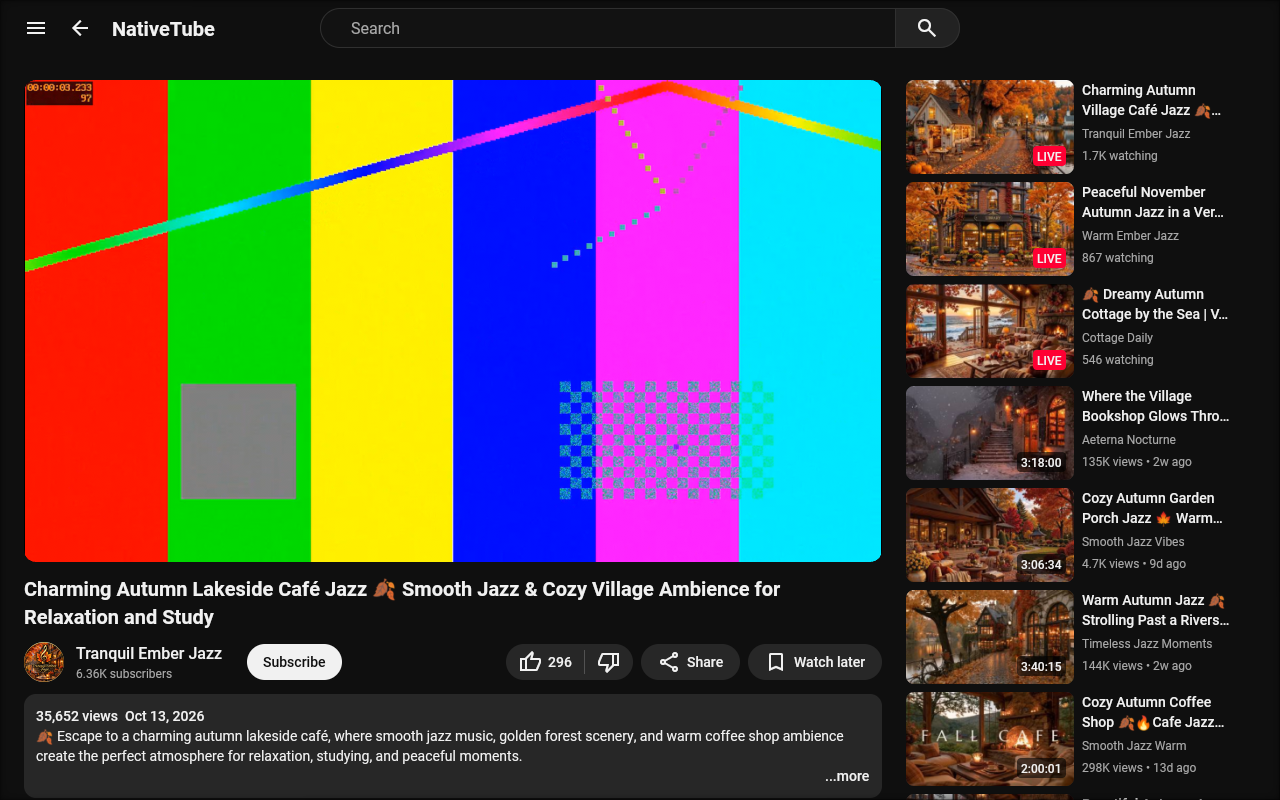 NativeTube
Search
00:00:03.233
97
Charming Autumn Lakeside Café Jazz 🍂 Smooth Jazz & Cozy Village Ambience for
Relaxation and Study
Tranquil Ember Jazz
6.36K subscribers
Subscribe
296
Share
Watch later
35,652 views Oct 13, 2026
🍂 Escape to a charming autumn lakeside café, where smooth jazz music, golden forest scenery, and warm coffee shop ambience
create the perfect atmosphere for relaxation, studying, and peaceful moments.
...more
Charming Autumn
Village Café Jazz 🍂...
Tranquil Ember Jazz
1.7K watching
LIVE
Peaceful November
Autumn Jazz in a Ver...
Warm Ember Jazz
867 watching
LIVE
🍂 Dreamy Autumn
Cottage by the Sea | V...
Cottage Daily
546 watching
LIVE
Where the Village
Bookshop Glows Thro...
Aeterna Nocturne
135K views • 2w ago
3:18:00
Cozy Autumn Garden
Porch Jazz 🍁 Warm...
Smooth Jazz Vibes
4.7K views • 9d ago
3:06:34
Warm Autumn Jazz 🍂
Strolling Past a Rivers...
Timeless Jazz Moments
144K views • 2w ago
3:40:15
Cozy Autumn Coffee
Shop 🍂🔥Cafe Jazz...
Smooth Jazz Warm
298K views • 13d ago
FALL CAFE
2:00:01